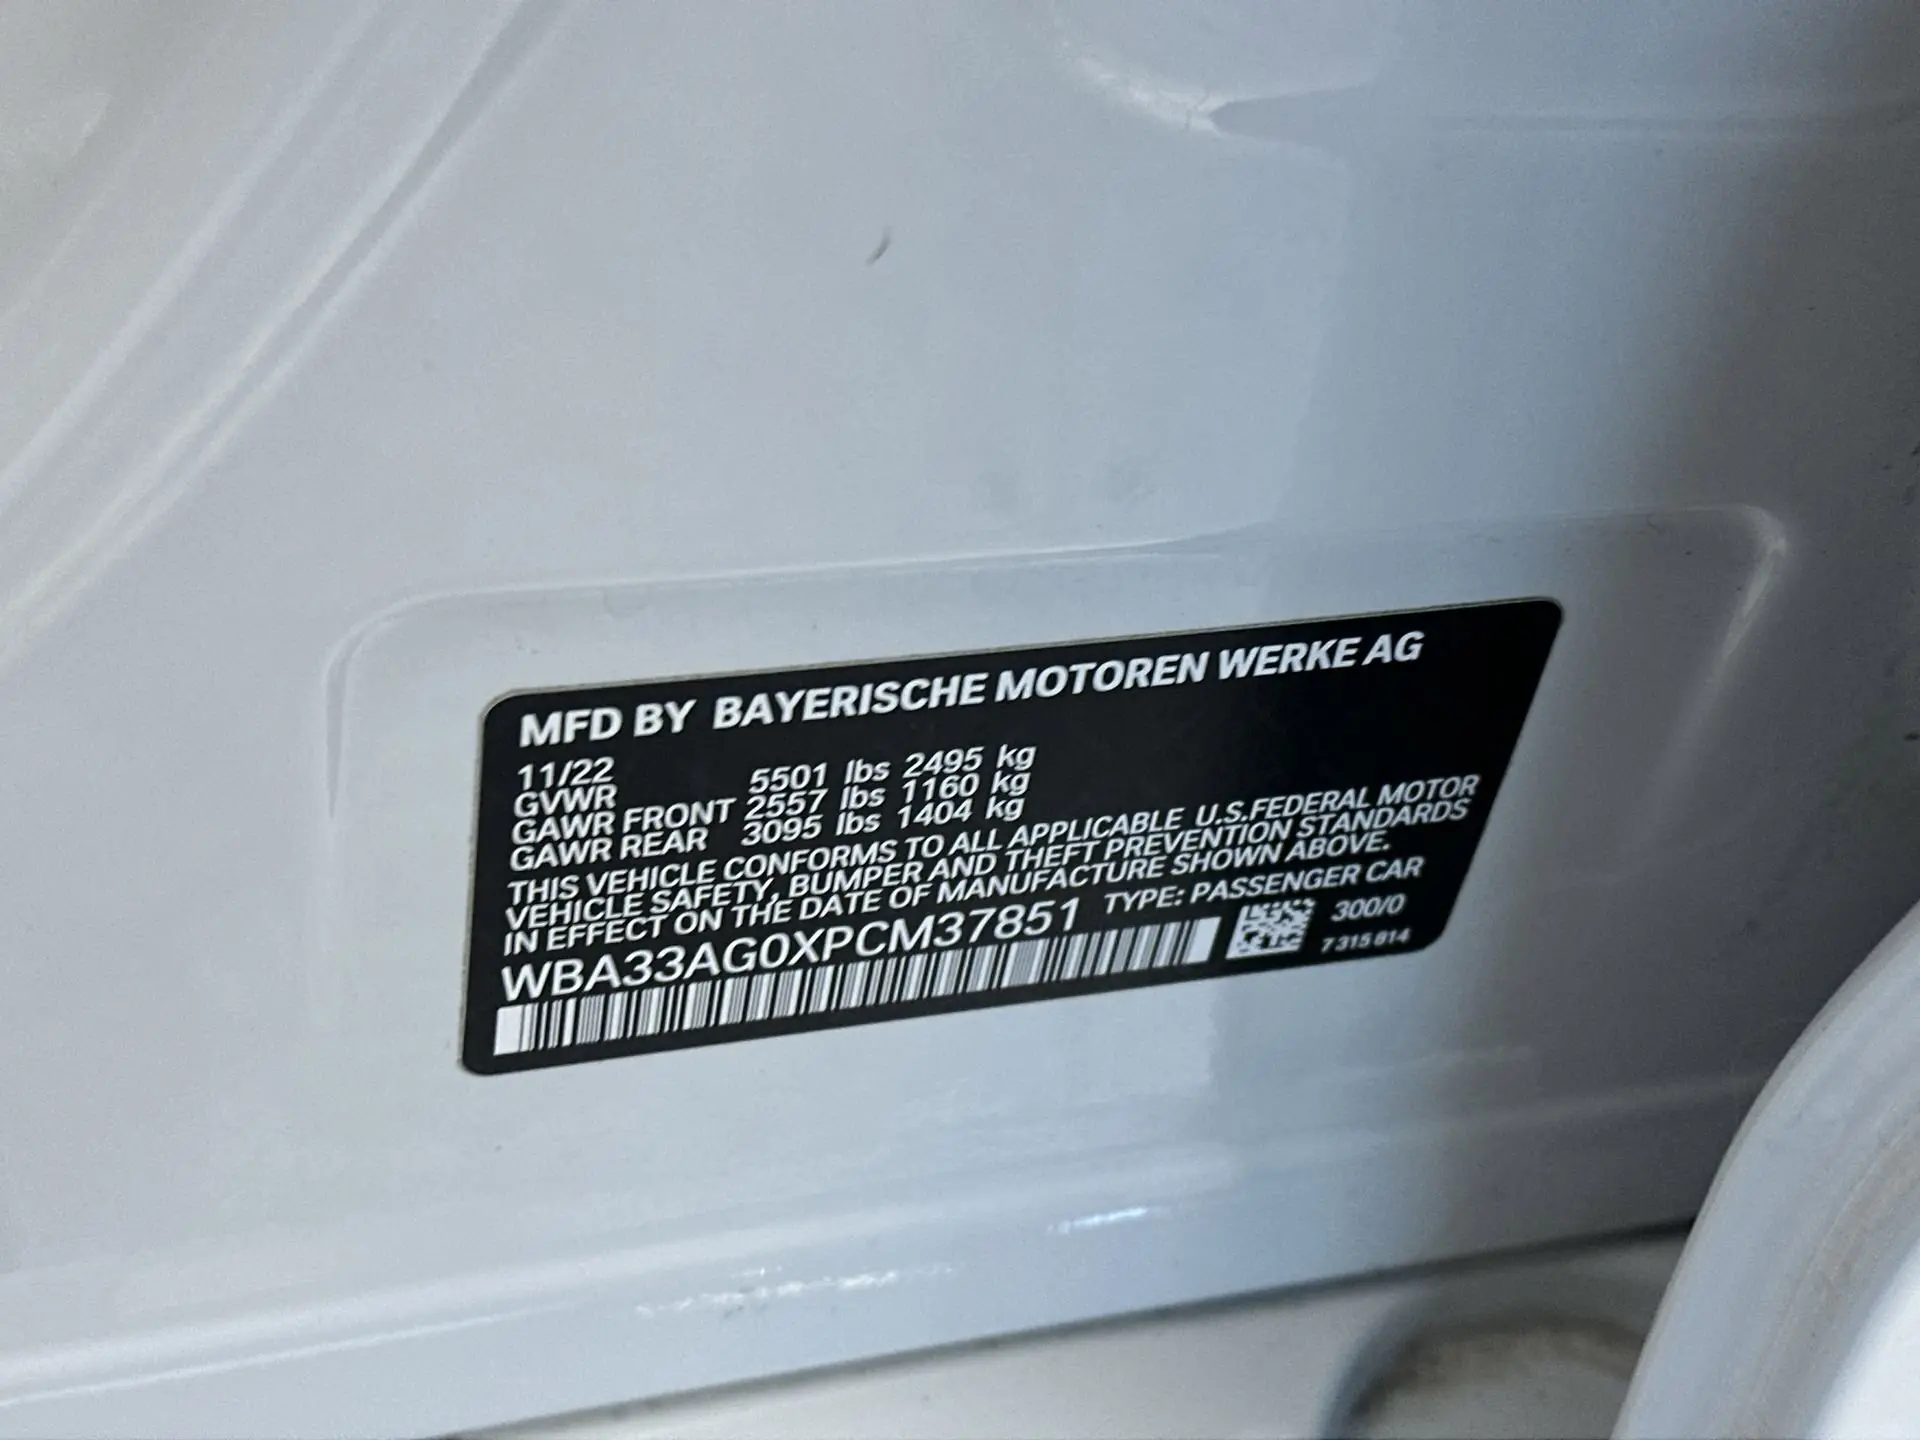 MFD BY BAYERISCHE MOTOREN WERKE AG
11/22
GVWR 5501 lbs 2495 kg
GAWR FRONT 2557 lbs 1160 kg
GAWR REAR 3095 lbs 1404 kg
THIS VEHICLE CONFORMS TO ALL APPLICABLE U.S.FEDERAL MOTOR
VEHICLE SAFETY, BUMPER AND THEFT PREVENTION STANDARDS
IN EFFECT ON THE DATE OF MANUFACTURE SHOWN ABOVE.
WBA33AG0XPCM37851 TYPE: PASSENGER CAR
300/0
7 315 814